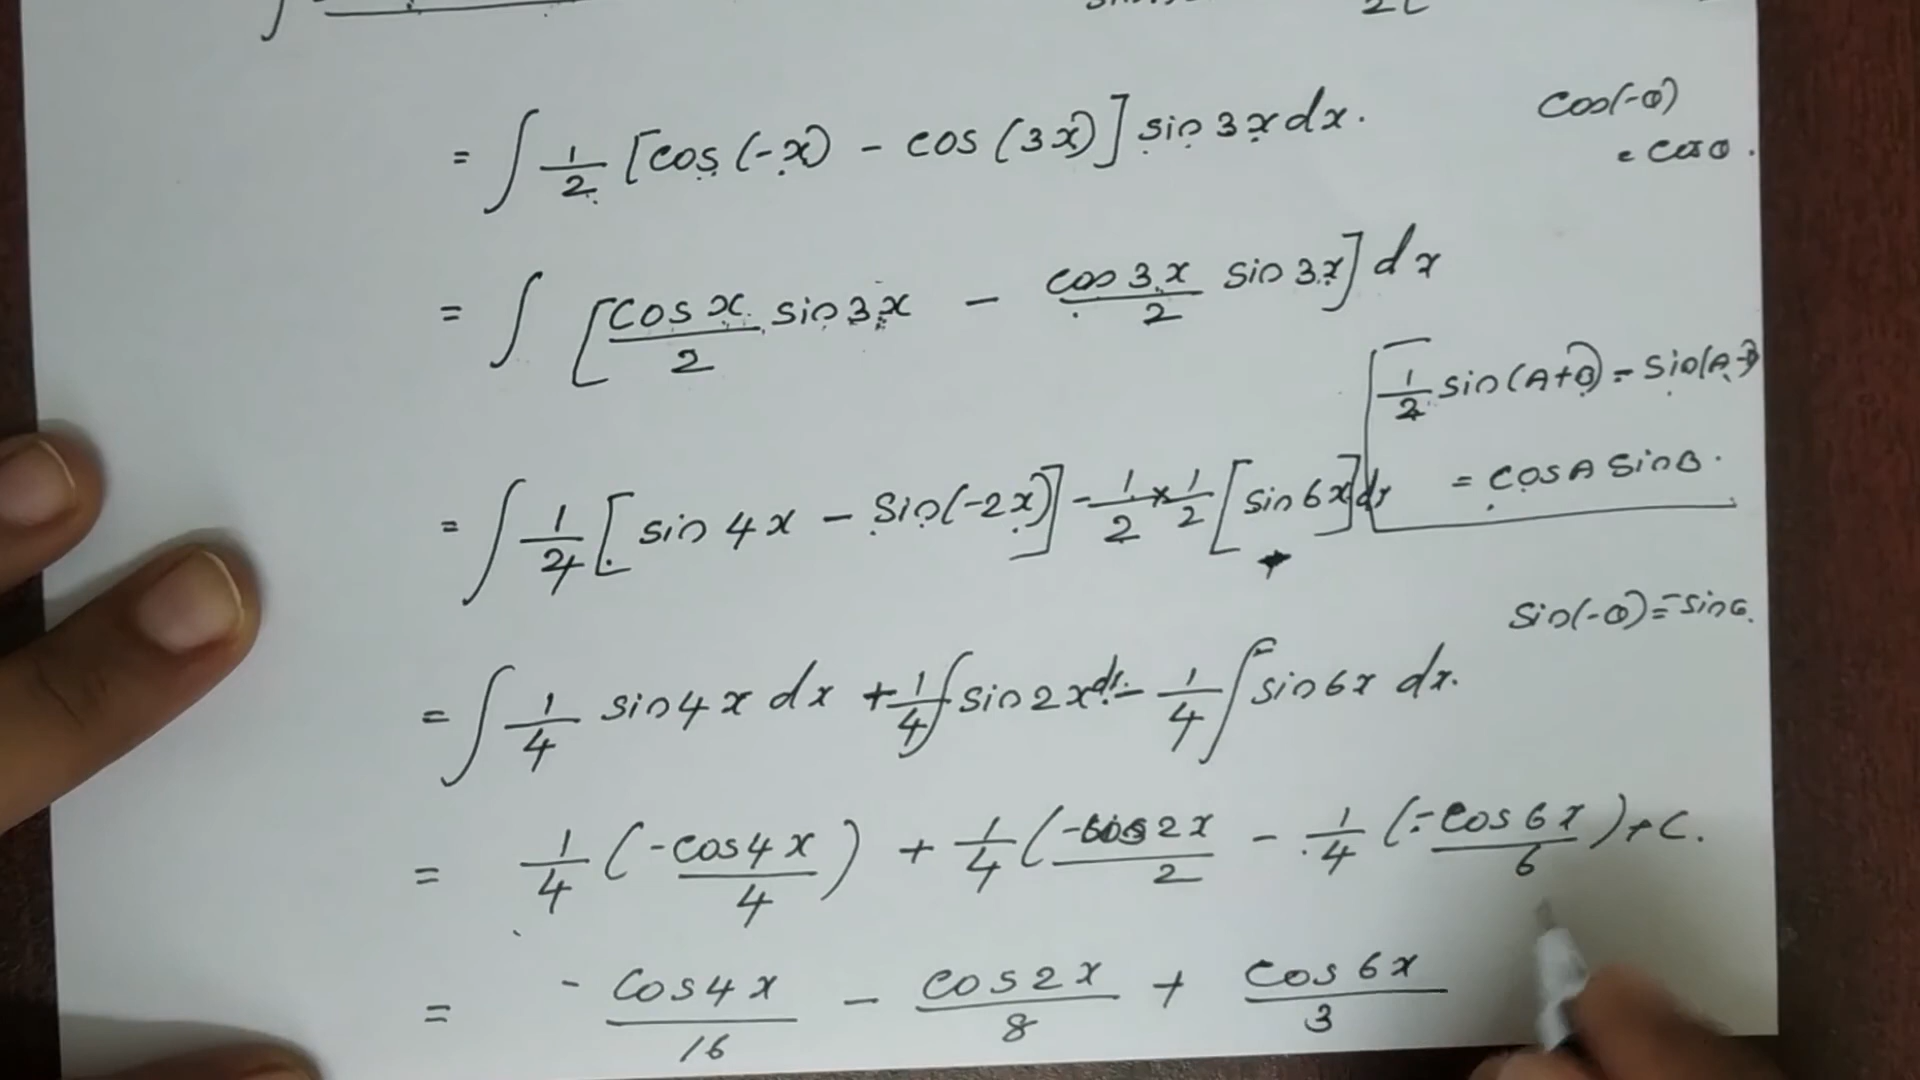 = ∫ 1/2 [cos(-x) - cos(3x)] sin 3x dx.
cos(-θ)
= cosθ.
= ∫ [cos x/2 sin 3x - cos 3x/2 sin 3x] dx
1/2 sin(A+B) - sin(A-B)
= cosA sinB.
= ∫ 1/4 [sin 4x - sin(-2x)] - 1/2 × 1/2 [sin 6x] dx
sin(-θ) = -sinθ.
= ∫ 1/4 sin 4x dx + 1/4 ∫ sin 2x dx - 1/4 ∫ sin 6x dx.
= 1/4 (-cos 4x/4) + 1/4 (-cos 2x/2 - 1/4 (-cos 6x/6) + C.
= - cos 4x/16 - cos 2x/8 + cos 6x/3